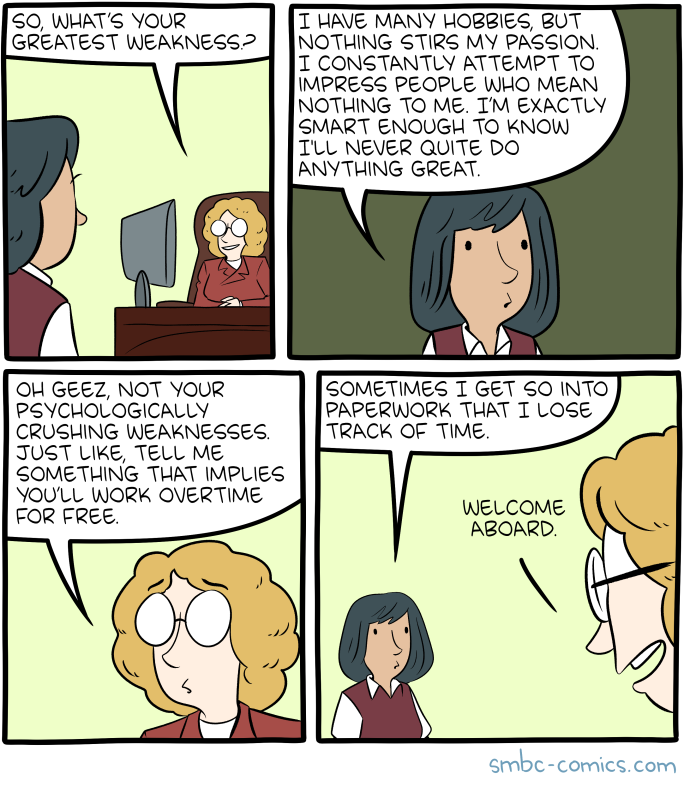 SO, WHAT'S YOUR
GREATEST WEAKNESS?
I HAVE MANY HOBBIES, BUT
NOTHING STIRS MY PASSION.
I CONSTANTLY ATTEMPT TO
IMPRESS PEOPLE WHO MEAN
NOTHING TO ME. I'M EXACTLY
SMART ENOUGH TO KNOW
I'LL NEVER QUITE DO
ANYTHING GREAT.
OH GEEZ, NOT YOUR
PSYCHOLOGICALLY
CRUSHING WEAKNESSES.
JUST LIKE, TELL ME
SOMETHING THAT IMPLIES
YOU'LL WORK OVERTIME
FOR FREE.
SOMETIMES I GET SO INTO
PAPERWORK THAT I LOSE
TRACK OF TIME.
WELCOME
ABOARD.
smbc-comics.com